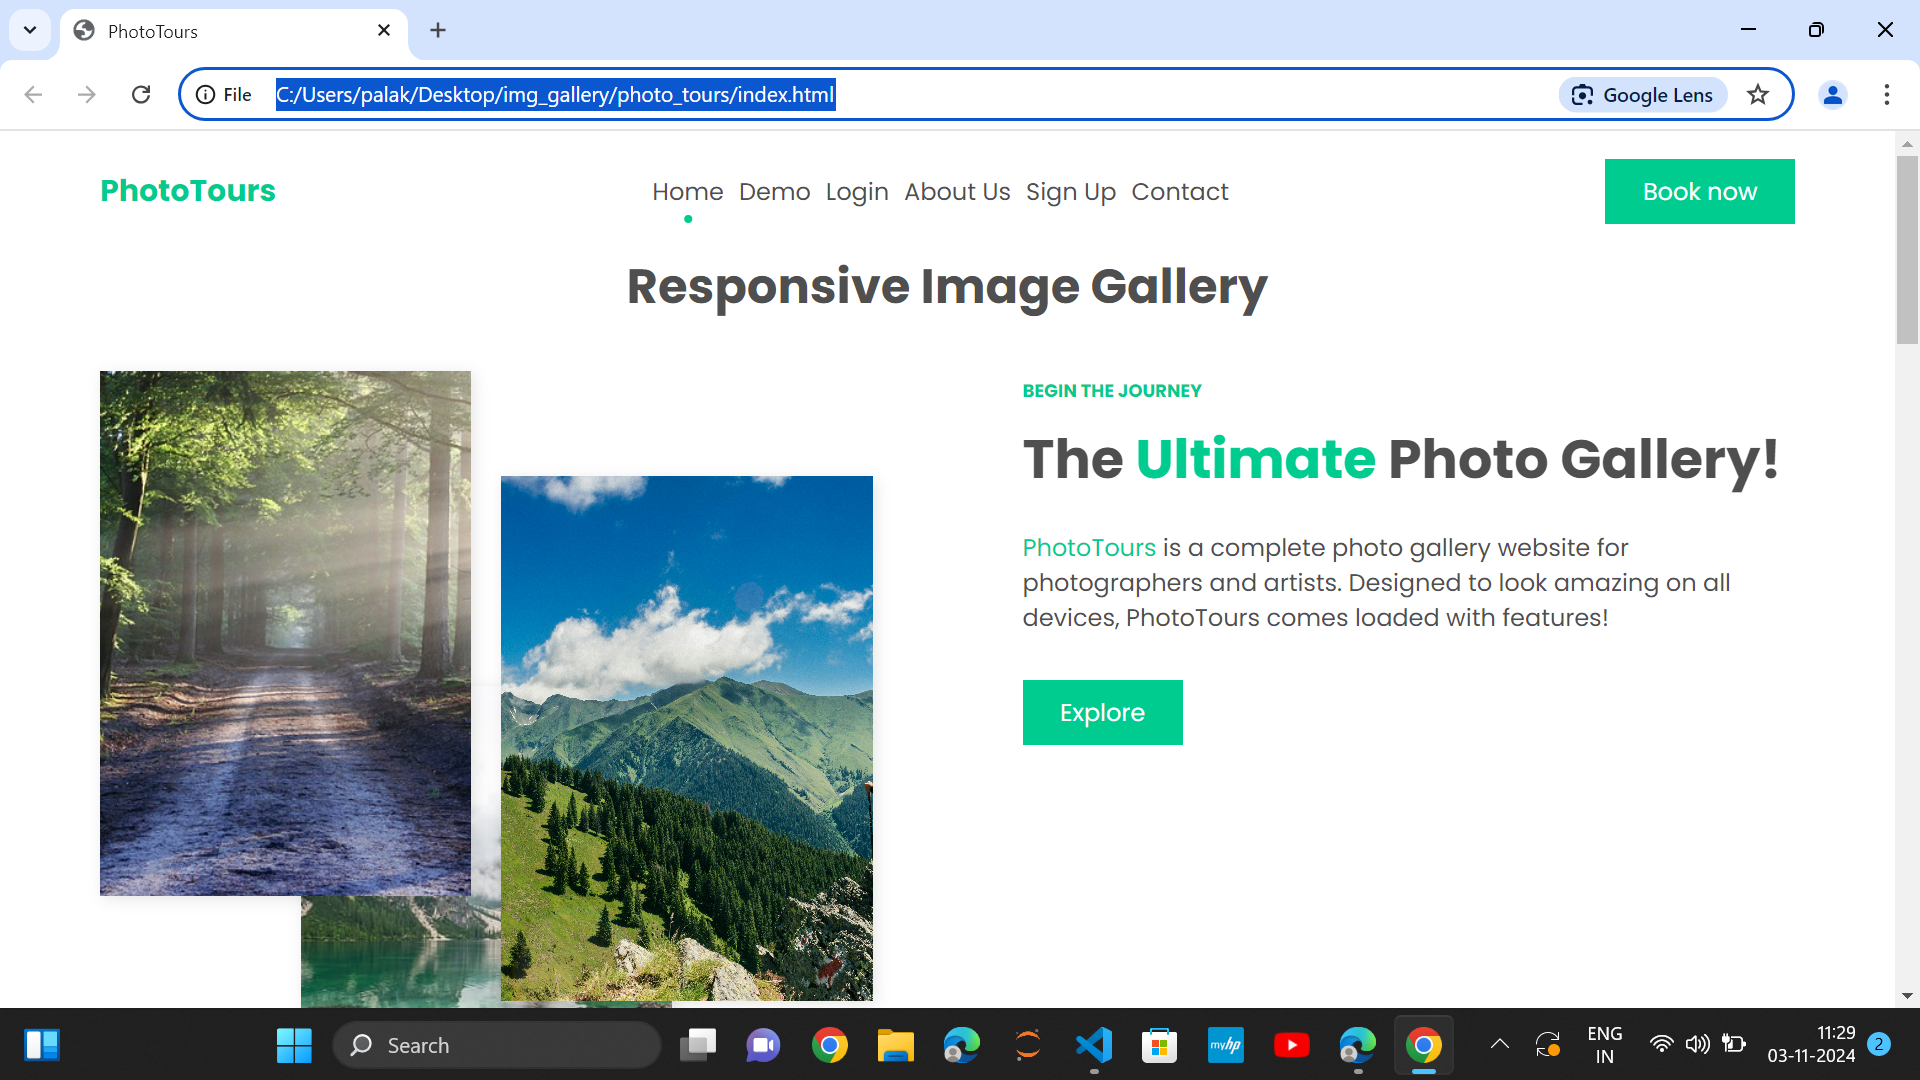 PhotoTours
File
C:/Users/palak/Desktop/img_gallery/photo_tours/index.html
Google Lens
PhotoTours
Home Demo Login About Us Sign Up Contact
Book now
Responsive Image Gallery
BEGIN THE JOURNEY
The Ultimate Photo Gallery!
PhotoTours is a complete photo gallery website for
photographers and artists. Designed to look amazing on all
devices, PhotoTours comes loaded with features!
Explore
Search
myhp
ENG
IN
11:29
03-11-2024
2